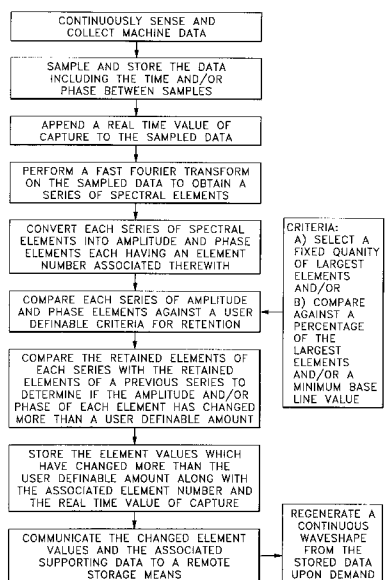 CONTINUOUSLY SENSE AND
COLLECT MACHINE DATA
SAMPLE AND STORE THE DATA
INCLUDING THE TIME AND/OR
PHASE BETWEEN SAMPLES
APPEND A REAL TIME VALUE OF
CAPTURE TO THE SAMPLED DATA
PERFORM A FAST FOURIER TRANSFORM
ON THE SAMPLED DATA TO OBTAIN A
SERIES OF SPECTRAL ELEMENTS
CONVERT EACH SERIES OF SPECTRAL
ELEMENTS INTO AMPLITUDE AND PHASE
ELEMENTS EACH HAVING AN ELEMENT
NUMBER ASSOCIATED THEREWITH
COMPARE EACH SERIES OF AMPLITUDE
AND PHASE ELEMENTS AGAINST A USER
DEFINABLE CRITERIA FOR RETENTION
CRITERIA:
A) SELECT A
FIXED QUANITY
OF LARGEST
ELEMENTS
AND/OR
B) COMPARE
AGAINST A
PERCENTAGE
OF THE
LARGEST
ELEMENTS
AND/OR A
MINIMUM BASE
LINE VALUE
COMPARE THE RETAINED ELEMENTS OF
EACH SERIES WITH THE RETAINED
ELEMENTS OF A PREVIOUS SERIES TO
DETERMINE IF THE AMPLITUDE AND/OR
PHASE OF EACH ELEMENT HAS CHANGED
MORE THAN A USER DEFINABLE AMOUNT
STORE THE ELEMENT VALUES WHICH
HAVE CHANGED MORE THAN THE
USER DEFINABLE AMOUNT ALONG WITH
THE ASSOCIATED ELEMENT NUMBER AND
THE REAL TIME VALUE OF CAPTURE
COMMUNICATE THE CHANGED ELEMENT
VALUES AND THE ASSOCIATED
SUPPORTING DATA TO A REMOTE
STORAGE MEANS
REGENERATE A
CONTINUOUS
WAVESHAPE
FROM THE
STORED DATA
UPON DEMAND